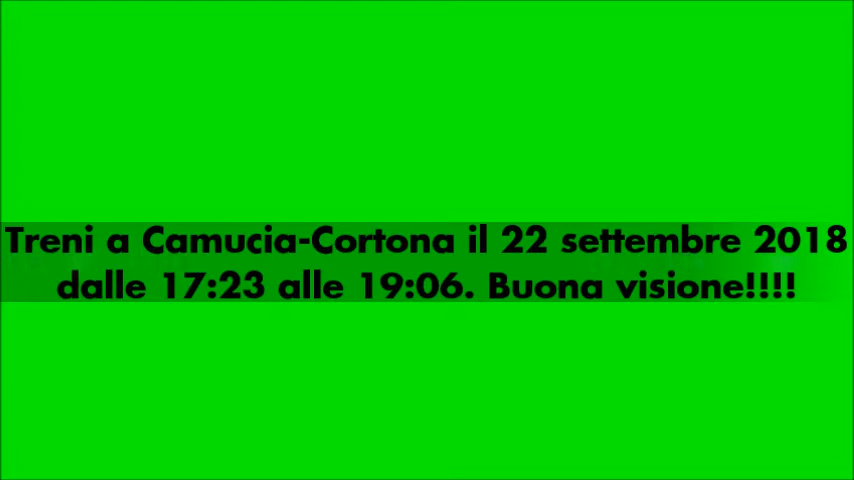 Treni a Camucia-Cortona il 22 settembre 2018
dalle 17:23 alle 19:06. Buona visione!!!!